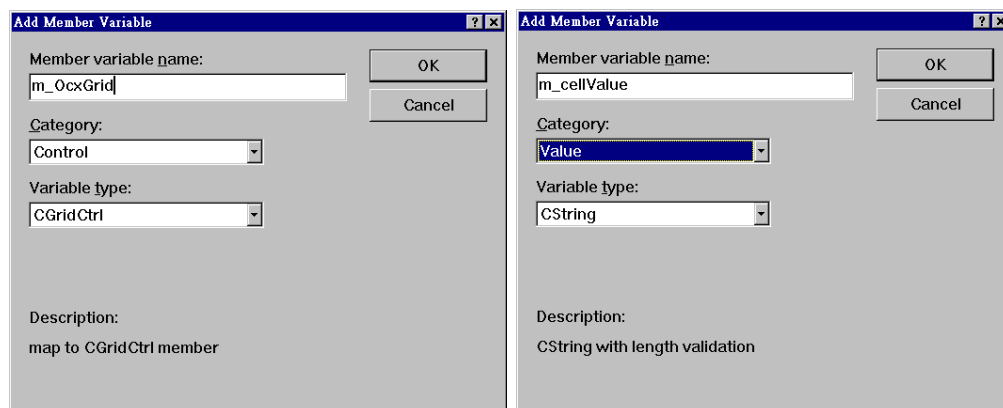 Add Member Variable
Member variable name:
m_OcxGrid
Category:
Control
Variable type:
CGridCtrl
Description:
map to CGridCtrl member
OK
Cancel
Add Member Variable
Member variable name:
m_cellValue
Category:
Value
Variable type:
CString
Description:
CString with length validation
OK
Cancel